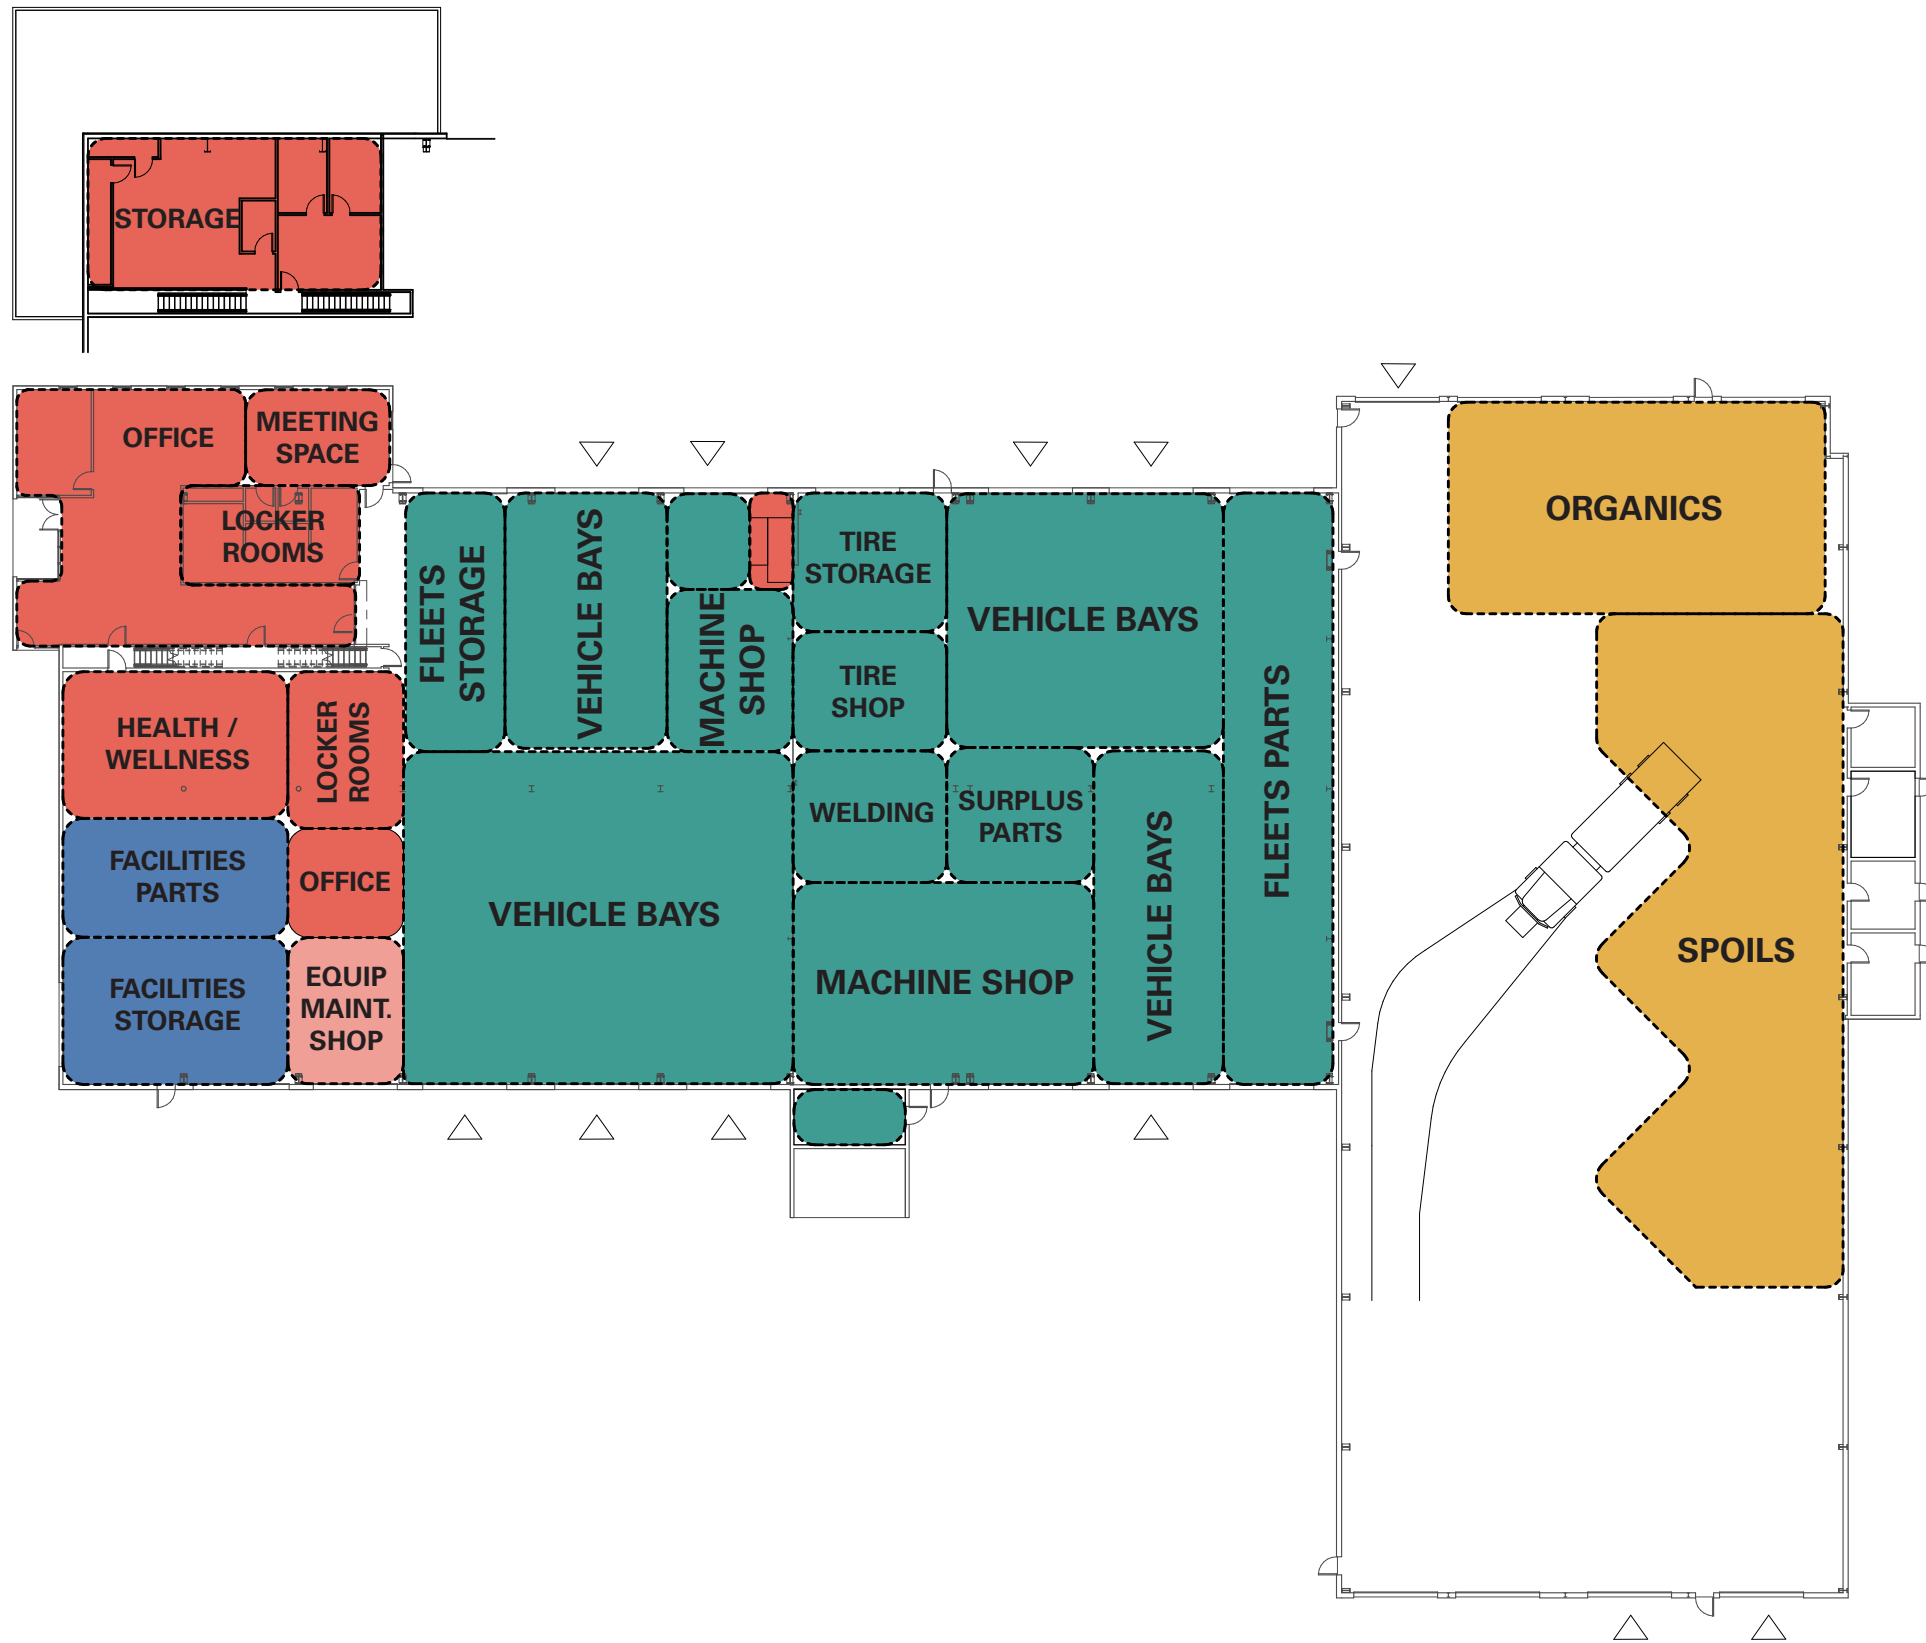 STORAGE
OFFICE
MEETING
SPACE
LOCKER
ROOMS
HEALTH /
WELLNESS
LOCKER
ROOMS
FACILITIES
PARTS
OFFICE
FACILITIES
STORAGE
EQUIP
MAINT.
SHOP
FLEETS
STORAGE
VEHICLE BAYS
MACHINE
SHOP
TIRE
STORAGE
TIRE
SHOP
VEHICLE BAYS
FLEETS PARTS
VEHICLE BAYS
WELDING
SURPLUS
PARTS
MACHINE SHOP
VEHICLE BAYS
ORGANICS
SPOILS